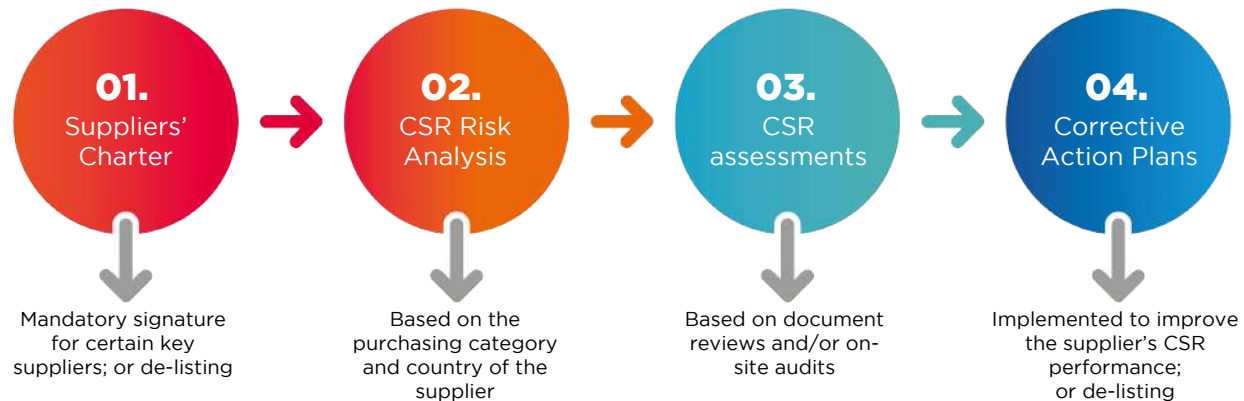 01.
Suppliers'
Charter
02.
CSR Risk
Analysis
03.
CSR
assessments
04.
Corrective
Action Plans
Mandatory signature
for certain key
suppliers; or de-listing
Based on the
purchasing category
and country of the
supplier
Based on document
reviews and/or on-
site audits
Implemented to improve
the supplier's CSR
performance;
or de-listing